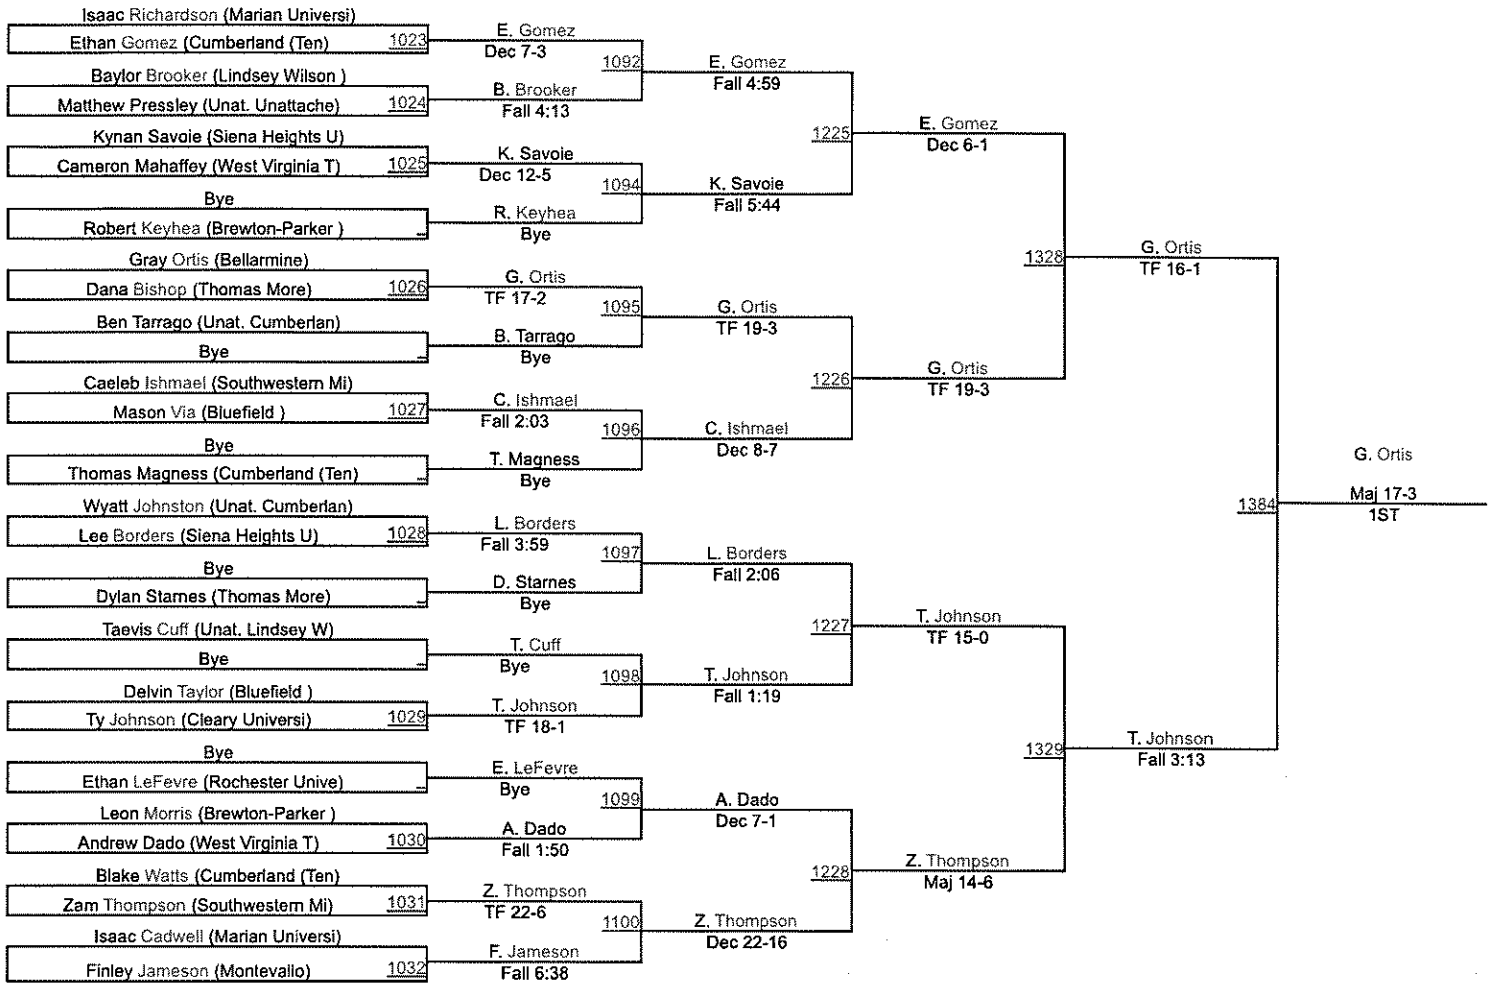 Isaac Richardson (Marian Universi)
Ethan Gomez (Cumberland (Ten) 1023
Baylor Brooker (Lindsey Wilson )
Matthew Pressley (Unat. Unattache) 1024
Kynan Savoie (Siena Heights U)
Cameron Mahaffey (West Virginia T) 1025
Bye
Robert Keyhea (Brewton-Parker )
Gray Ortis (Bellarmine)
Dana Bishop (Thomas More) 1026
Ben Tarrago (Unat. Cumberlan)
Bye
Caeleb Ishmael (Southwestern Mi)
Mason Via (Bluefield ) 1027
Bye
Thomas Magness (Cumberland (Ten)
Wyatt Johnston (Unat. Cumberlan)
Lee Borders (Siena Heights U) 1028
Bye
Dylan Starnes (Thomas More)
Taevis Cuff (Unat. Lindsey W)
Bye
Delvin Taylor (Bluefield )
Ty Johnson (Cleary Universi) 1029
Bye
Ethan LeFevre (Rochester Unive)
Leon Morris (Brewton-Parker )
Andrew Dado (West Virginia T) 1030
Blake Watts (Cumberland (Ten)
Zam Thompson (Southwestern Mi) 1031
Isaac Cadwell (Marian Universi)
Finley Jameson (Montevallo) 1032
E. Gomez
Dec 7-3
1092
B. Brooker
Fall 4:13
K. Savoie
Dec 12-5
1094
R. Keyhea
Bye
G. Ortis
TF 17-2
1095
B. Tarrago
Bye
C. Ishmael
Fall 2:03
1096
T. Magness
Bye
L. Borders
Fall 3:59
1097
D. Starnes
Bye
T. Cuff
Bye
1098
T. Johnson
TF 18-1
E. LeFevre
Bye
1099
A. Dado
Fall 1:50
Z. Thompson
TF 22-6
1100
F. Jameson
Fall 6:38
E. Gomez
Fall 4:59
1225
K. Savoie
Fall 5:44
G. Ortis
TF 19-3
1226
C. Ishmael
Dec 8-7
L. Borders
Fall 2:06
1227
T. Johnson
Fall 1:19
A. Dado
Dec 7-1
1228
Z. Thompson
Dec 22-16
E. Gomez
Dec 6-1
1328
G. Ortis
TF 19-3
T. Johnson
TF 15-0
1329
Z. Thompson
Maj 14-6
G. Ortis
TF 16-1
1384
T. Johnson
Fall 3:13
G. Ortis
Maj 17-3
1ST